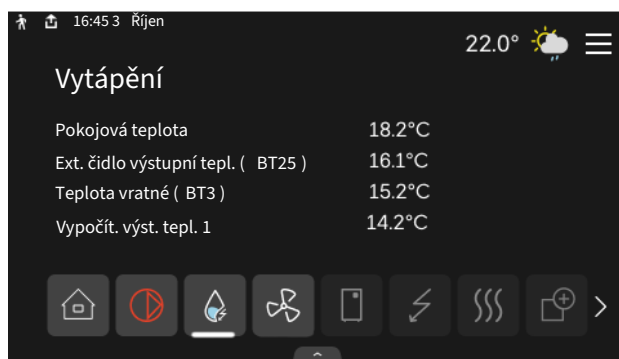 16:45 3 Říjen
22.0°
Vytápění
Pokojová teplota 18.2°C
Ext. čidlo výstupní tepl. ( BT25 ) 16.1°C
Teplota vratné ( BT3 ) 15.2°C
Vypočít. výst. tepl. 1 14.2°C